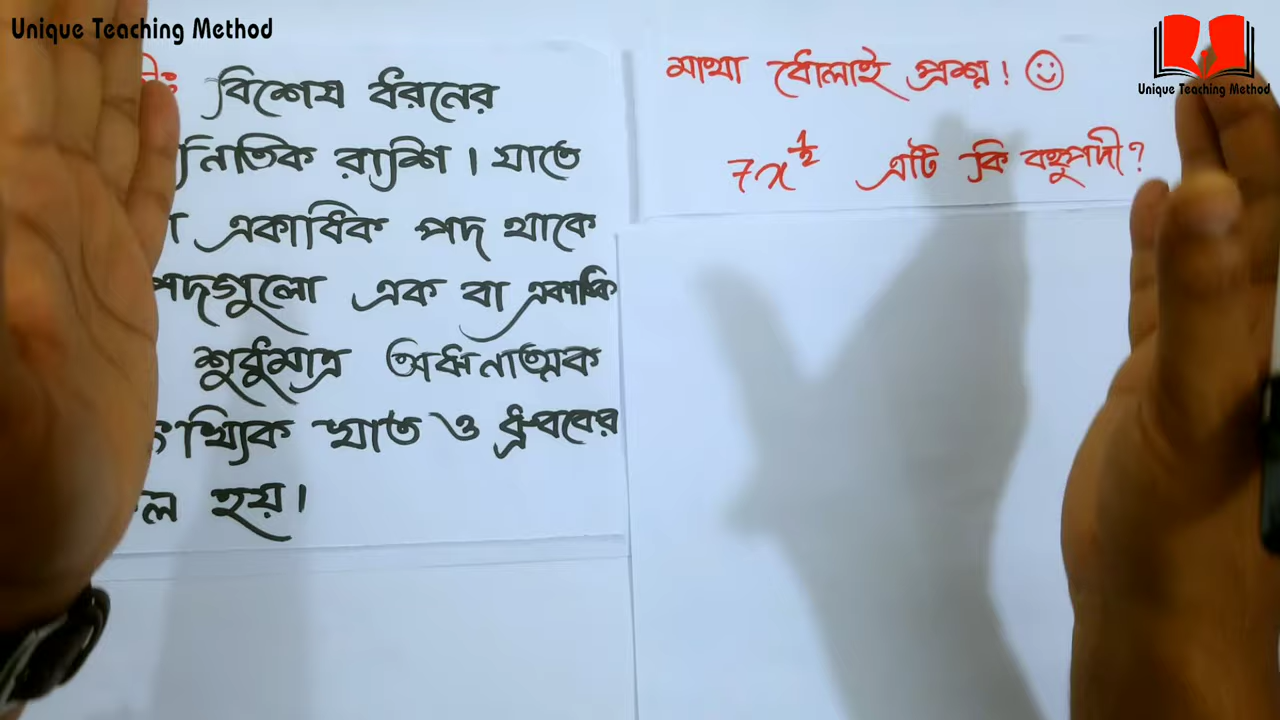 Unique Teaching Method
বিশেষ ধরনের
রাশি। যাতে
একাধিক পদ থাকে
পদগুলো এক বা একাধিক
শুধুমাত্র অঋনাত্মক
ঘাত ও ধ্রুবকের
হয়।
মাথা ধোলাই প্রশ্ন! ☺
7x^1/2 এটি কি বহুপদী?
Unique Teaching Method